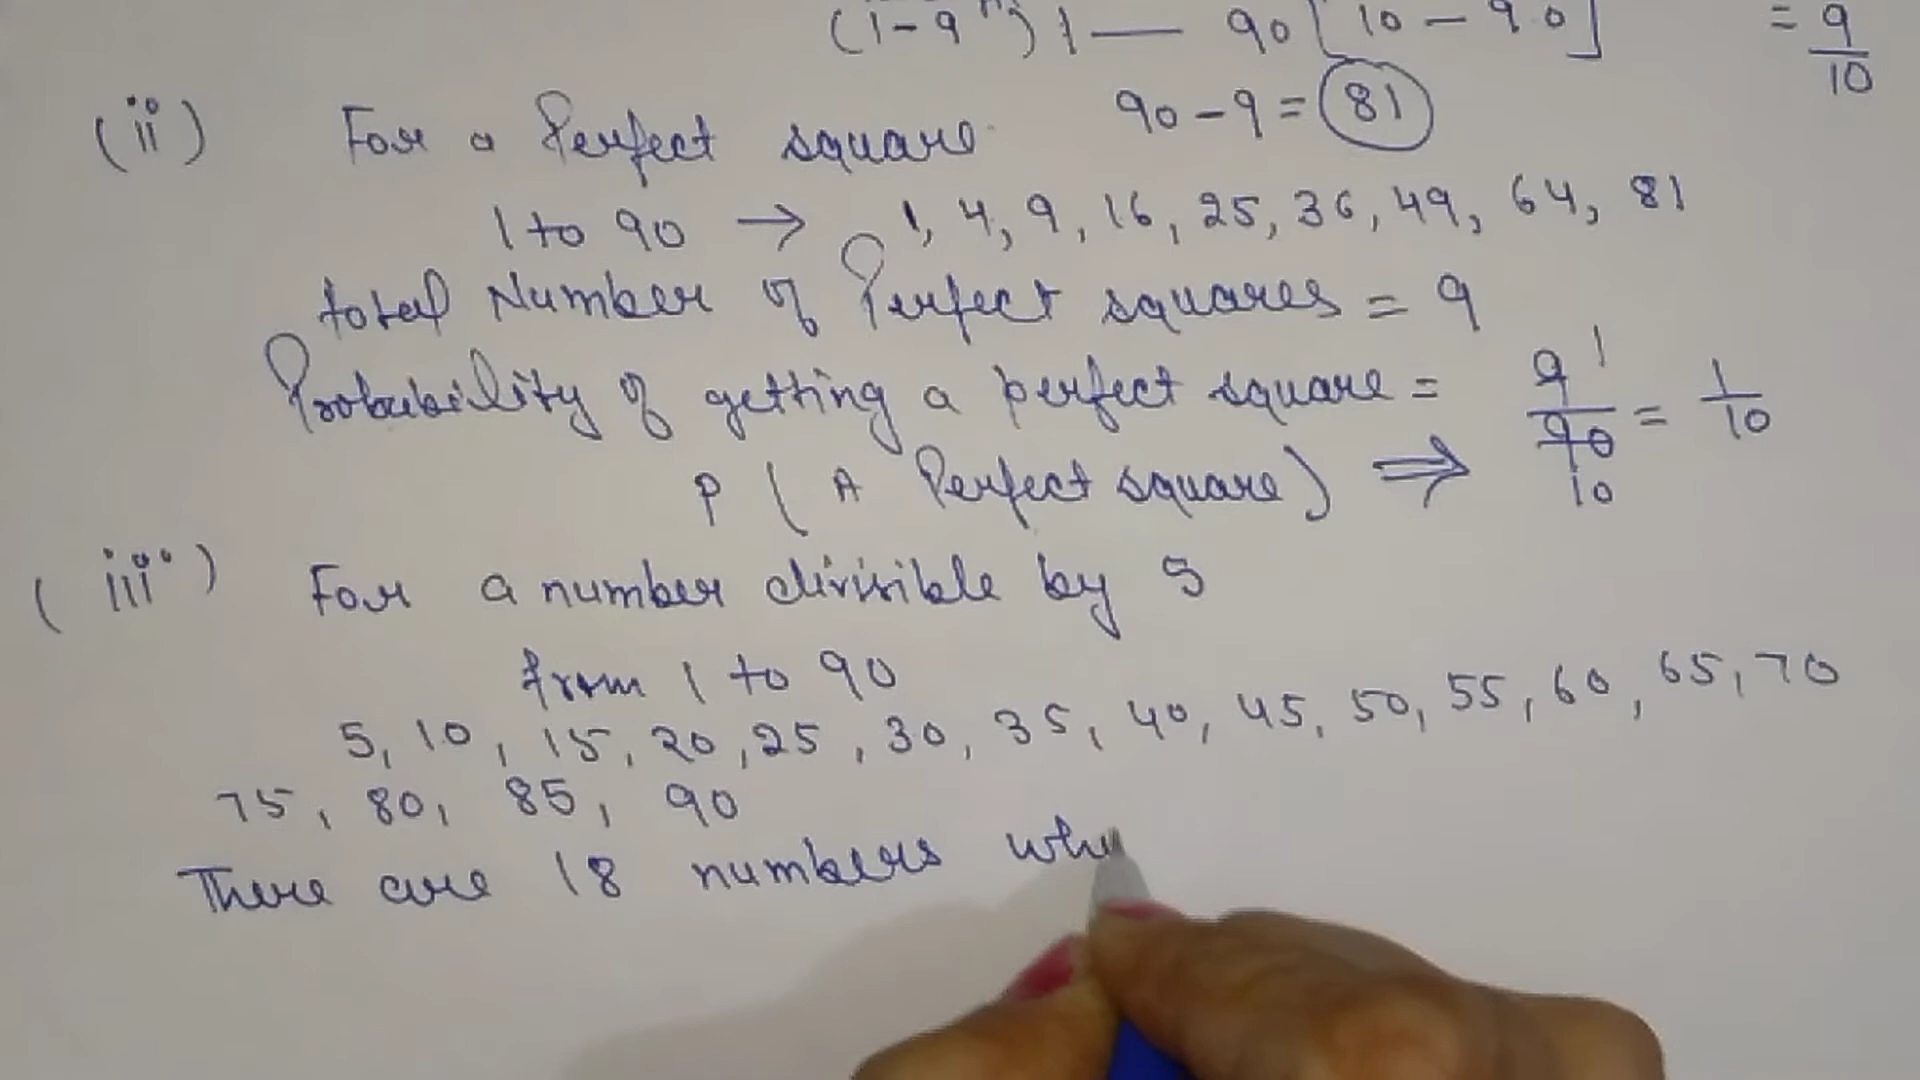 (1-9) 1 — 90 [10 - 90] = 9/10
(ii) For a Perfect square 90 - 9 = 81
1 to 90 → 1, 4, 9, 16, 25, 36, 49, 64, 81
total Number of Perfect squares = 9
Probability of getting a perfect square = 9/90 = 1/10
1
10
P ( A Perfect square) ⇒
(iii) For a number divisible by 5
from 1 to 90
5, 10, 15, 20, 25, 30, 35, 40, 45, 50, 55, 60, 65, 70
75, 80, 85, 90
There are 18 numbers whi